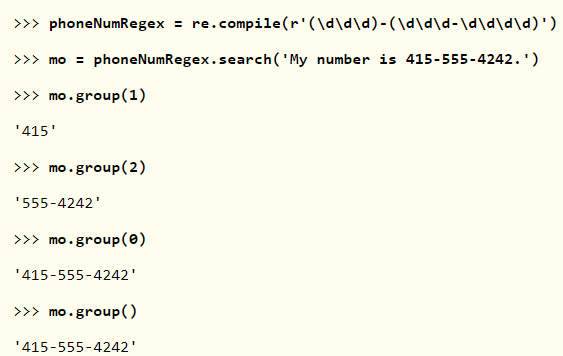 >>> phoneNumRegex = re.compile(r'(\d\d\d)-(\d\d\d-\d\d\d\d)')
>>> mo = phoneNumRegex.search('My number is 415-555-4242.')
>>> mo.group(1)
'415'
>>> mo.group(2)
'555-4242'
>>> mo.group(0)
'415-555-4242'
>>> mo.group()
'415-555-4242'